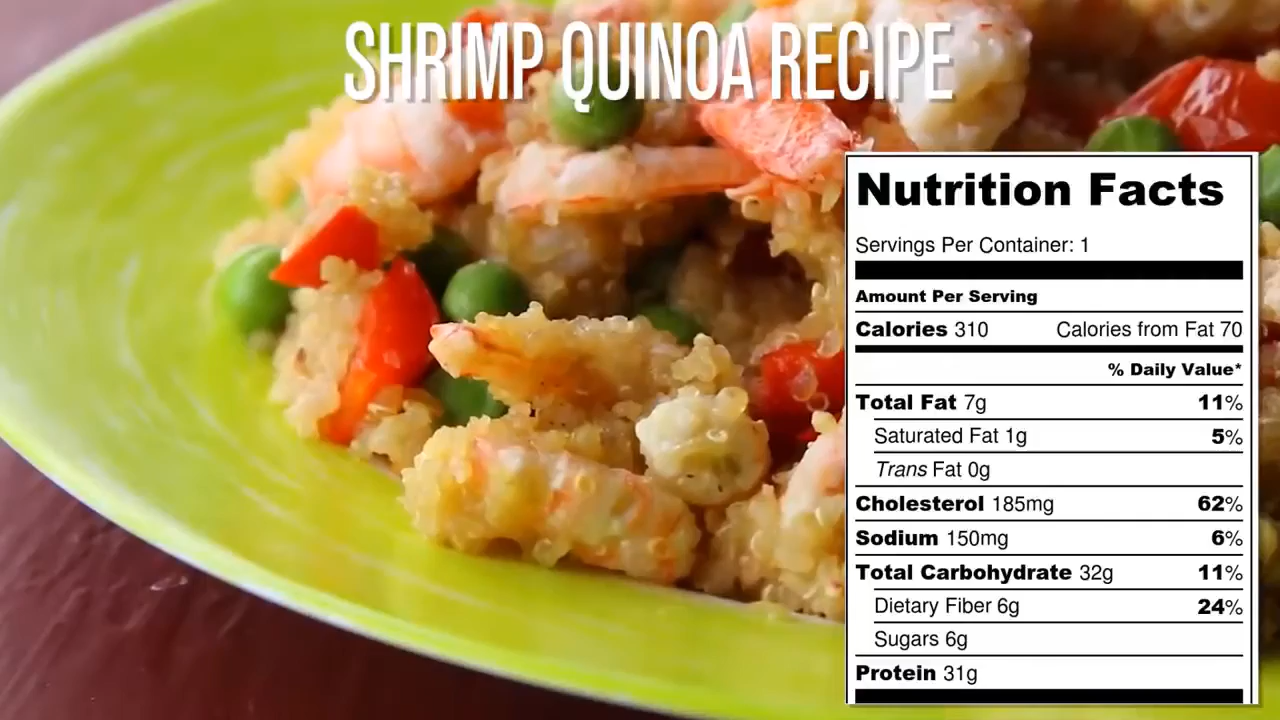 SHRIMP QUINOA RECIPE
Nutrition Facts
Servings Per Container: 1
Amount Per Serving
Calories 310 Calories from Fat 70
% Daily Value*
Total Fat 7g 11%
Saturated Fat 1g 5%
Trans Fat 0g
Cholesterol 185mg 62%
Sodium 150mg 6%
Total Carbohydrate 32g 11%
Dietary Fiber 6g 24%
Sugars 6g
Protein 31g